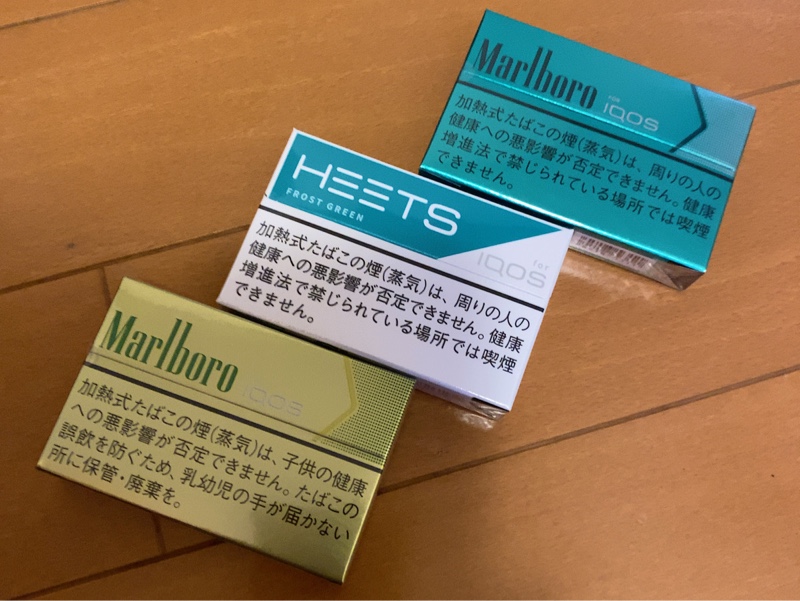 Marlboro
FOR
IQOS
加熱式たばこの煙(蒸気)は、周りの人の
健康への悪影響が否定できません。健康
増進法で禁じられている場所では喫煙
できません。
HEETS
FROST GREEN
FOR
IQOS
加熱式たばこの煙(蒸気)は、周りの人の
健康への悪影響が否定できません。健康
増進法で禁じられている場所では喫煙
できません。
Marlboro
IQOS
加熱式たばこの煙(蒸気)は、子供の健康
への悪影響が否定できません。たばこの
誤飲を防ぐため、乳幼児の手が届かない
所に保管・廃棄を。